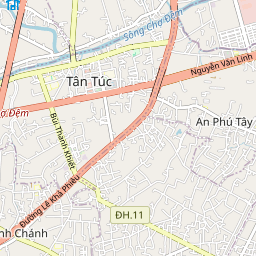 Sông Chợ Đệm
Tân Túc
Nguyễn Văn Linh
ợ Đệm
Bùi Thanh Khiết
An Phú Tây
Đường Lê Khả Phiêu
ĐH.11
nh Chánh